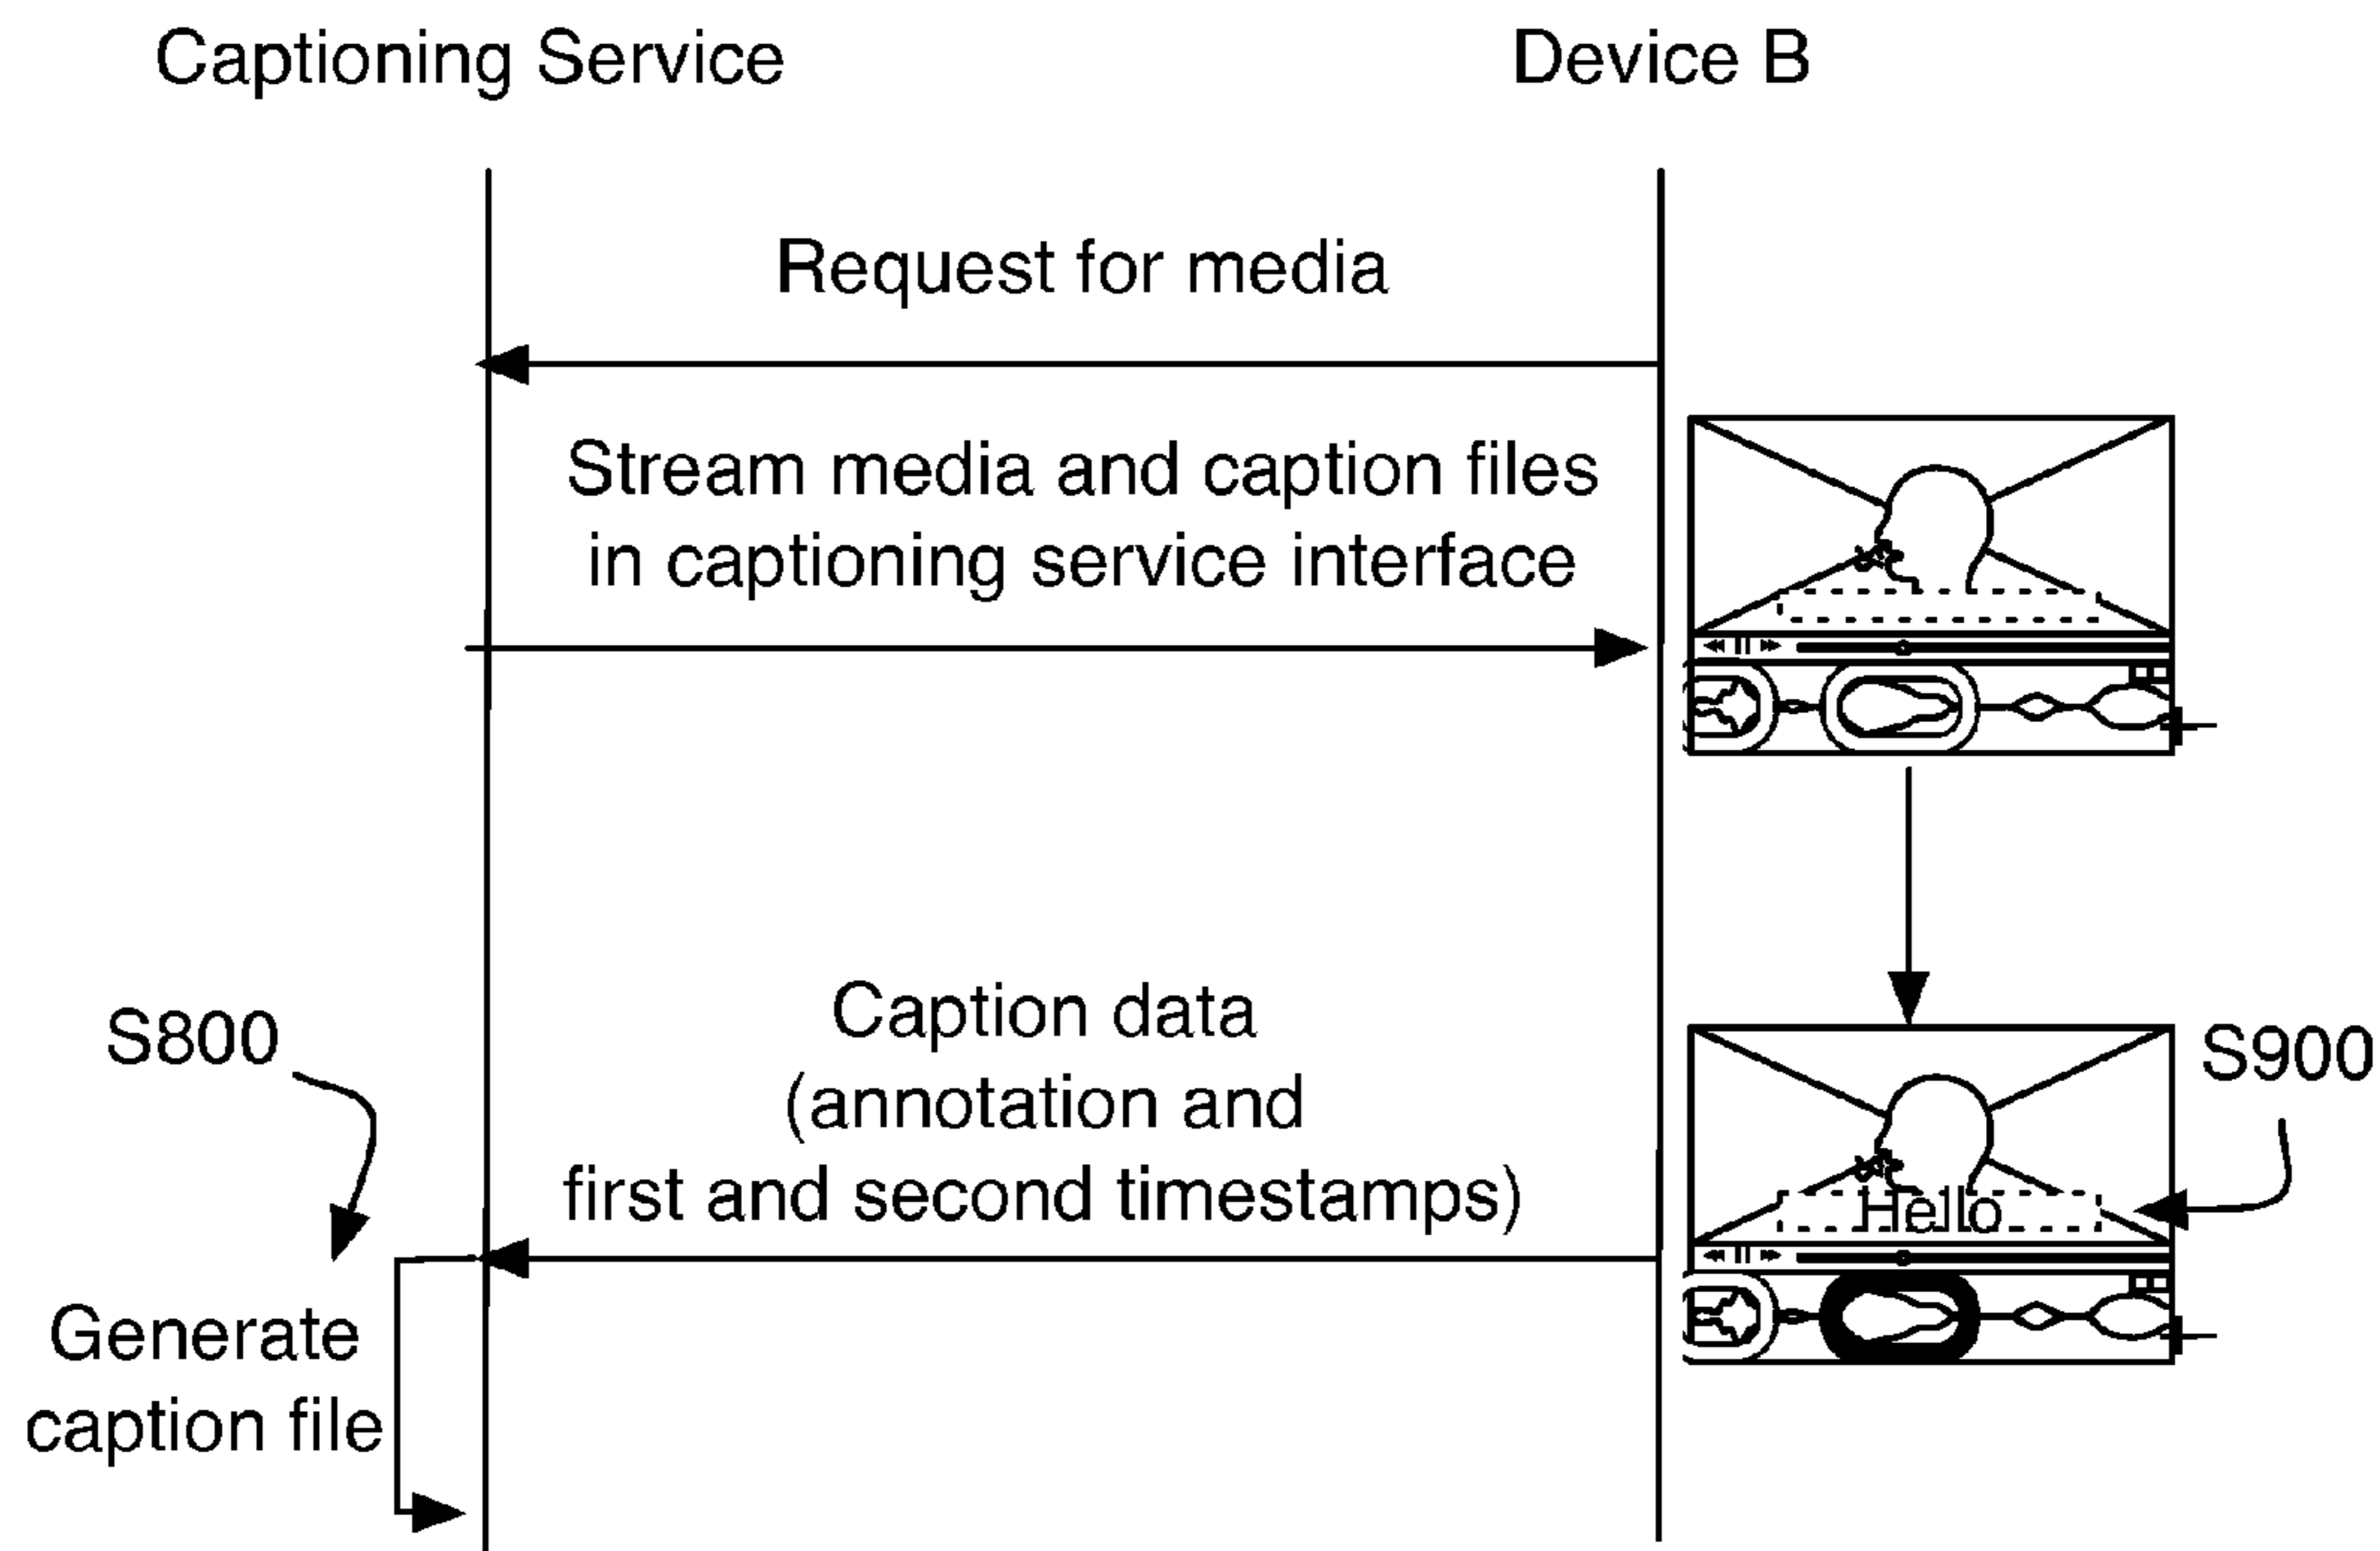 Captioning Service
Device B
Request for media
Stream media and caption files
in captioning service interface
Caption data
(annotation and
first and second timestamps)
S800
S900
Hello
Generate
caption file